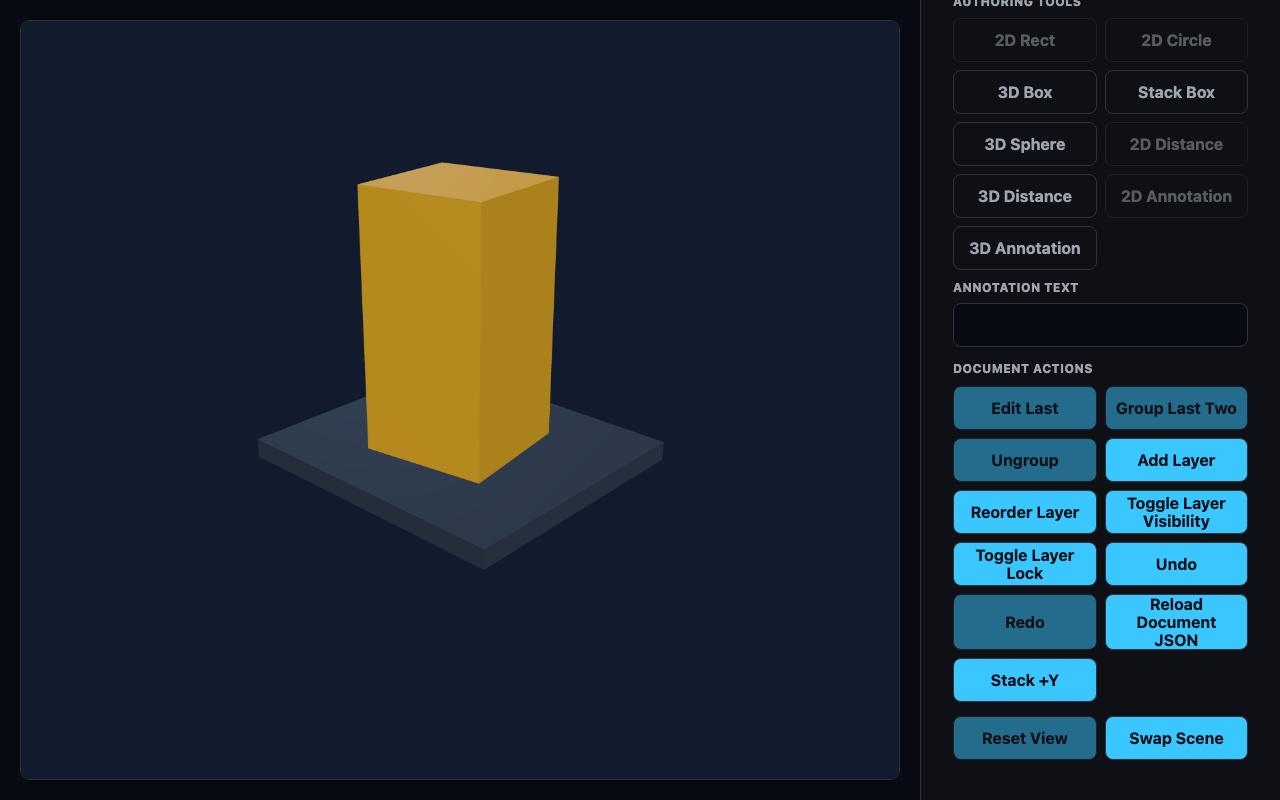 AUTHORING TOOLS
2D Rect
2D Circle
3D Box
Stack Box
3D Sphere
2D Distance
3D Distance
2D Annotation
3D Annotation
ANNOTATION TEXT
DOCUMENT ACTIONS
Edit Last
Group Last Two
Ungroup
Add Layer
Reorder Layer
Toggle Layer
Visibility
Toggle Layer
Lock
Undo
Redo
Reload
Document
JSON
Stack +Y
Reset View
Swap Scene